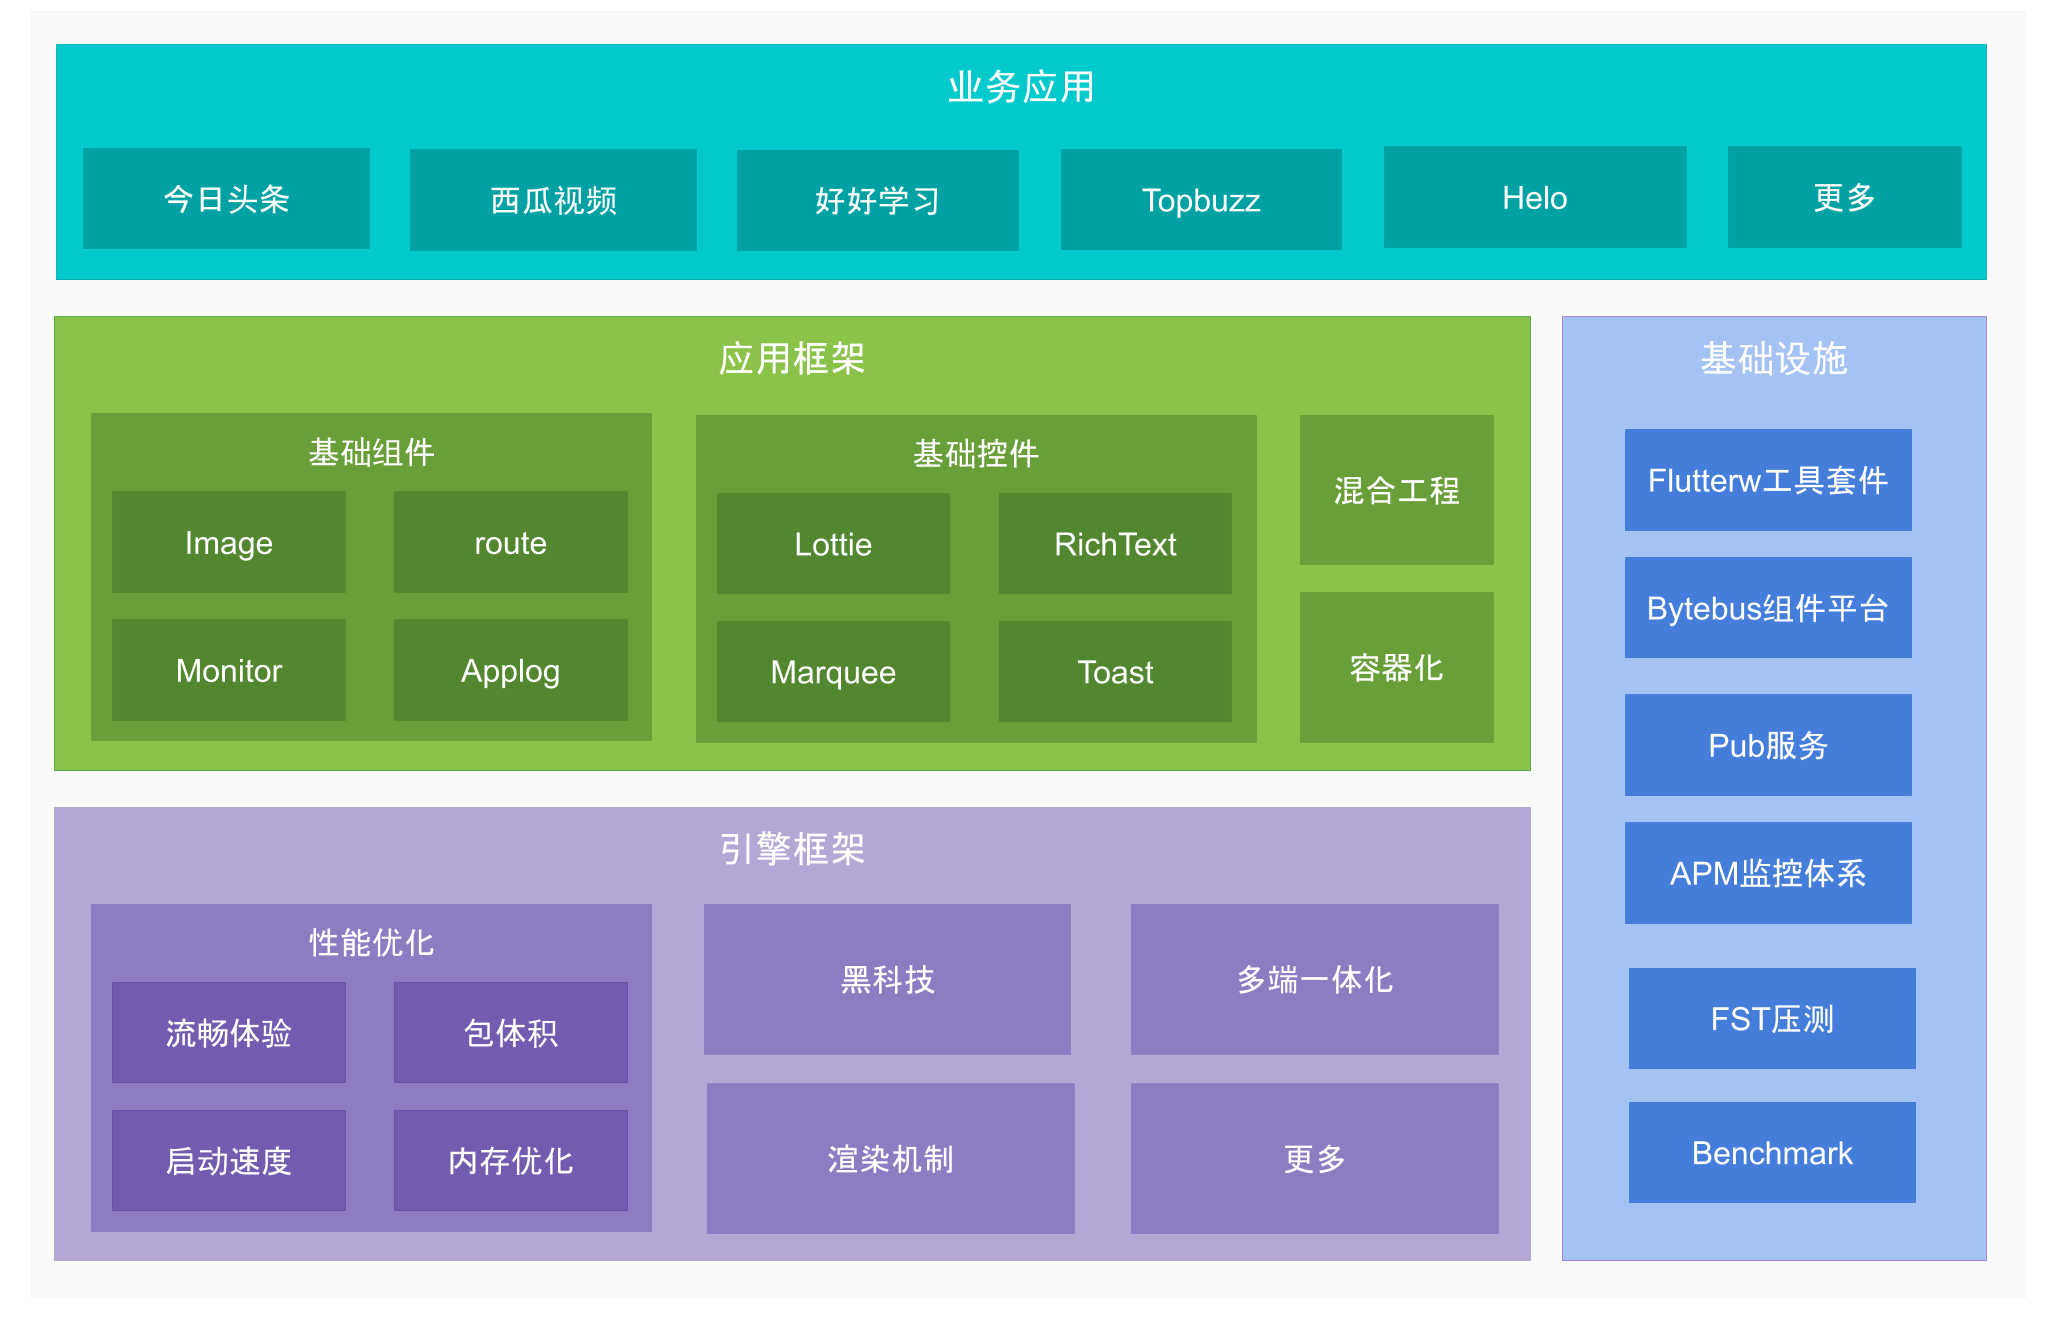 业务应用
今日头条
西瓜视频
好好学习
Topbuzz
Helo
更多
应用框架
基础组件
Image
route
Monitor
Applog
基础控件
Lottie
RichText
Marquee
Toast
混合工程
容器化
引擎框架
性能优化
流畅体验
包体积
启动速度
内存优化
黑科技
多端一体化
渲染机制
更多
基础设施
Flutterw工具套件
Bytebus组件平台
Pub服务
APM监控体系
FST压测
Benchmark